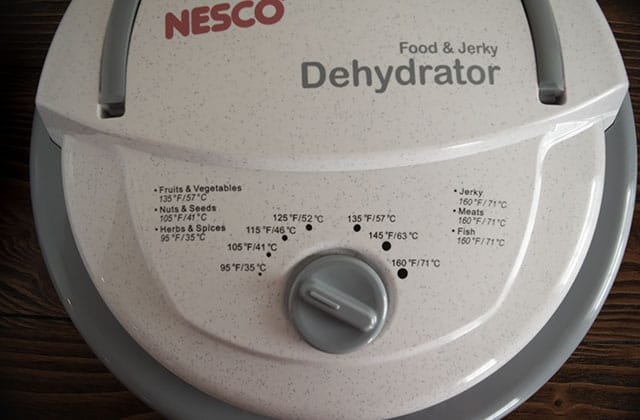 NESCO
Food & Jerky
Dehydrator
• Fruits & Vegetables
135 °F/57 °C
• Nuts & Seeds
105 °F/41 °C
• Herbs & Spices
95 °F/35 °C
• Jerky
160 °F/71 °C
• Meats
160 °F/71 °C
• Fish
160 °F/71 °C
95 °F/35 °C
105 °F/41 °C
115 °F/46 °C
125 °F/52 °C
135 °F/57 °C
145 °F/63 °C
160 °F/71 °C